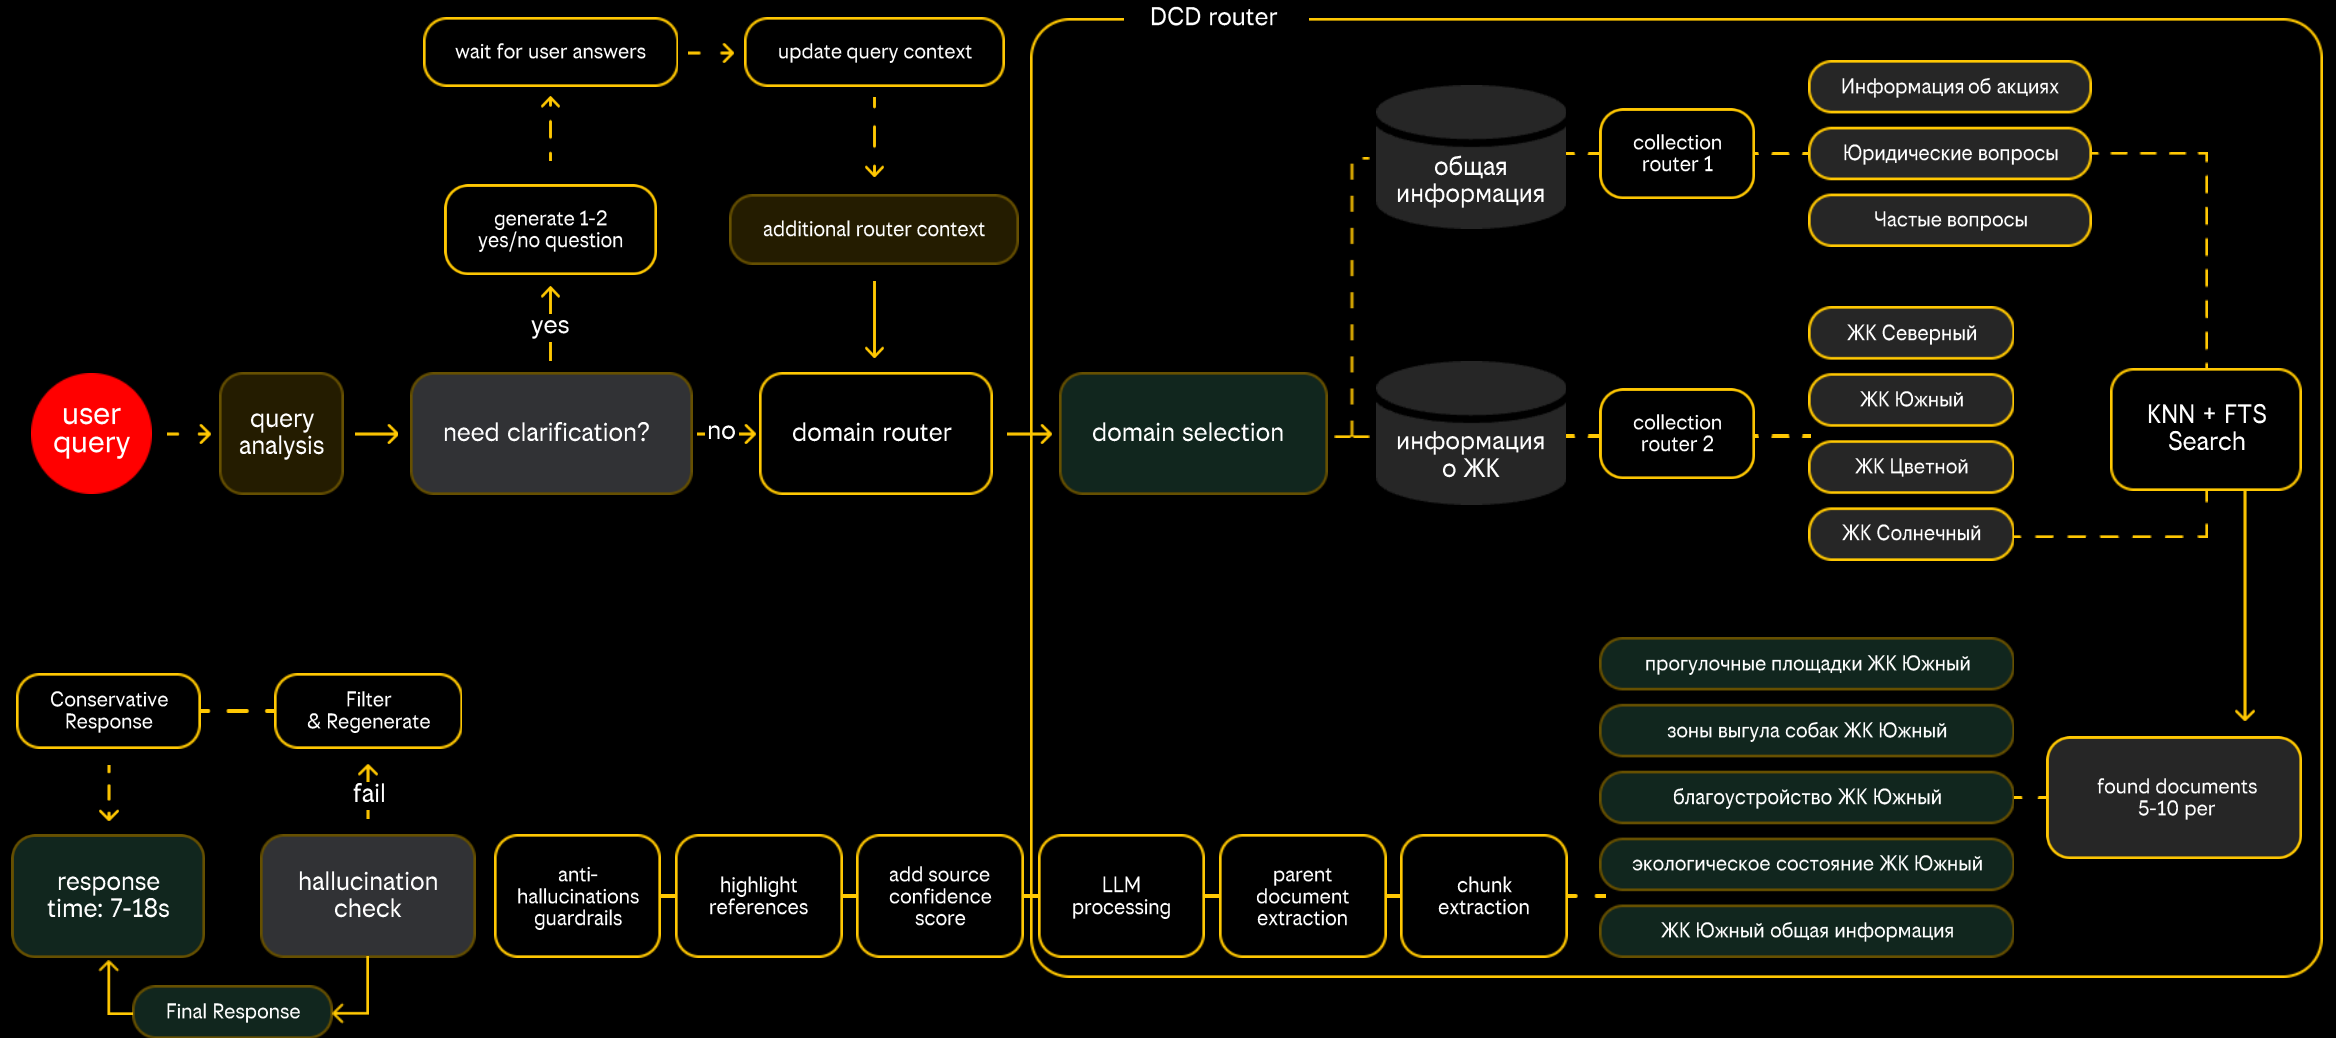 DCD router
wait for user answers
update query context
generate 1-2
yes/no question
additional router context
yes
user
query
query
analysis
need clarification?
no
domain router
domain selection
общая
информация
collection
router 1
Информация об акциях
Юридические вопросы
Частые вопросы
информация
о ЖК
collection
router 2
ЖК Северный
ЖК Южный
ЖК Цветной
ЖК Солнечный
KNN + FTS
Search
found documents
5-10 per
прогулочные площадки ЖК Южный
зоны выгула собак ЖК Южный
благоустройство ЖК Южный
экологическое состояние ЖК Южный
ЖК Южный общая информация
chunk
extraction
parent
document
extraction
LLM
processing
add source
confidence
score
highlight
references
anti-
hallucinations
guardrails
hallucination
check
fail
Filter
& Regenerate
Conservative
Response
response
time: 7-18s
Final Response